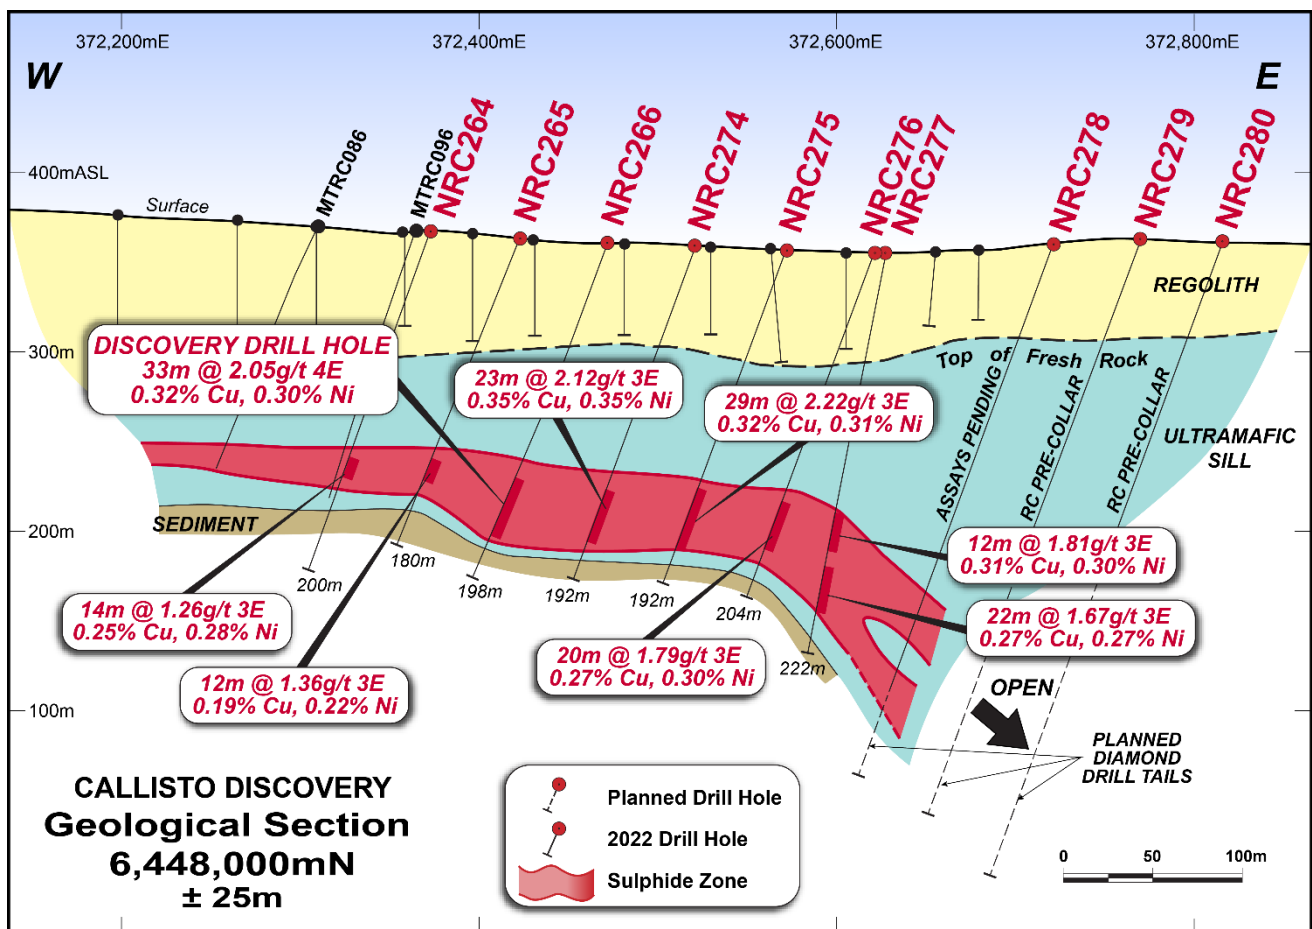 372,200mE
372,400mE
372,600mE
372,800mE
W
E
MTRC086
MTRC096
NRC264
NRC265
NRC266
NRC274
NRC275
NRC276
NRC277
NRC278
NRC279
NRC280
400mASL
Surface
REGOLITH
300m
DISCOVERY DRILL HOLE
33m @ 2.05g/t 4E
0.32% Cu, 0.30% Ni
23m @ 2.12g/t 3E
0.35% Cu, 0.35% Ni
29m @ 2.22g/t 3E
0.32% Cu, 0.31% Ni
Top of Fresh Rock
ASSAYS PENDING
RC PRE-COLLAR
RC PRE-COLLAR
ULTRAMAFIC
SILL
200m
SEDIMENT
200m
180m
198m
192m
192m
204m
222m
12m @ 1.81g/t 3E
0.31% Cu, 0.30% Ni
14m @ 1.26g/t 3E
0.25% Cu, 0.28% Ni
22m @ 1.67g/t 3E
0.27% Cu, 0.27% Ni
20m @ 1.79g/t 3E
0.27% Cu, 0.30% Ni
12m @ 1.36g/t 3E
0.19% Cu, 0.22% Ni
100m
OPEN
PLANNED
DIAMOND
DRILL TAILS
CALLISTO DISCOVERY
Geological Section
6,448,000mN
± 25m
Planned Drill Hole
2022 Drill Hole
Sulphide Zone
0
50
100m